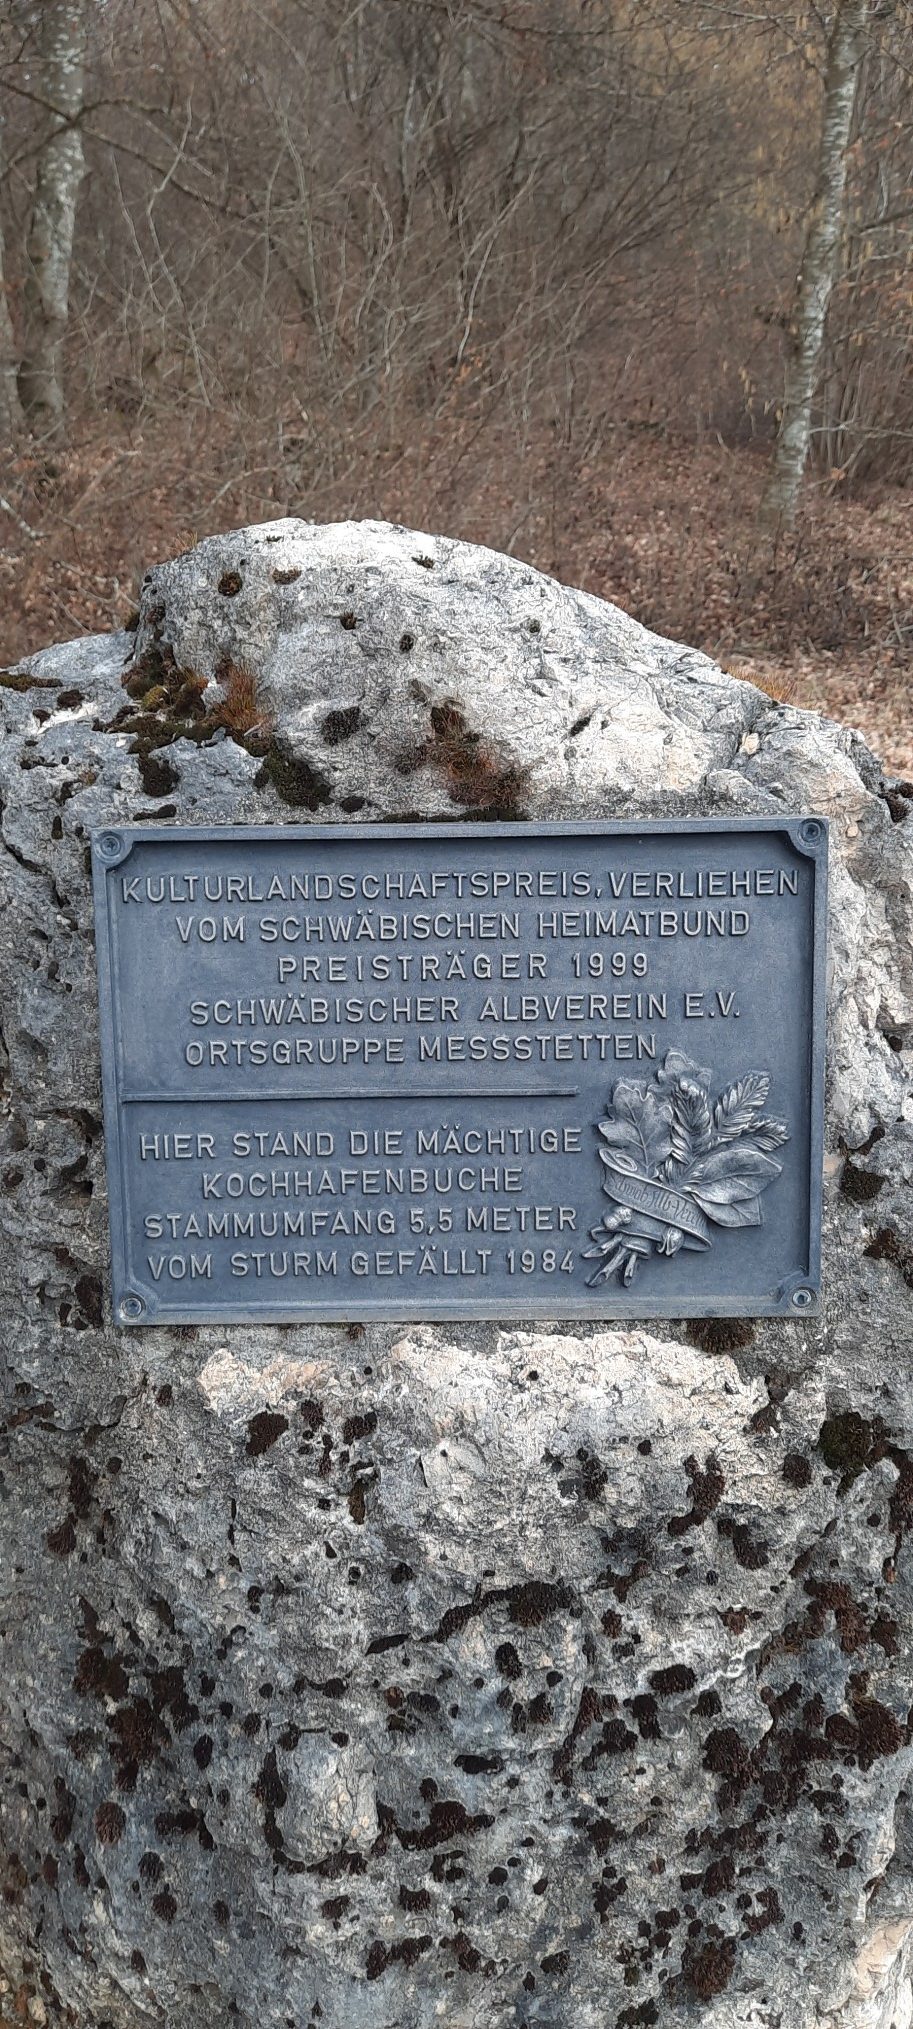 KULTURLANDSCHAFTSPREIS, VERLIEHEN
VOM SCHWÄBISCHEN HEIMATBUND
PREISTRÄGER 1999
SCHWÄBISCHER ALBVEREIN E.V.
ORTSGRUPPE MESSSTETTEN
HIER STAND DIE MÄCHTIGE
KOCHHAFENBUCHE
STAMMUMFANG 5,5 METER
VOM STURM GEFÄLLT 1984